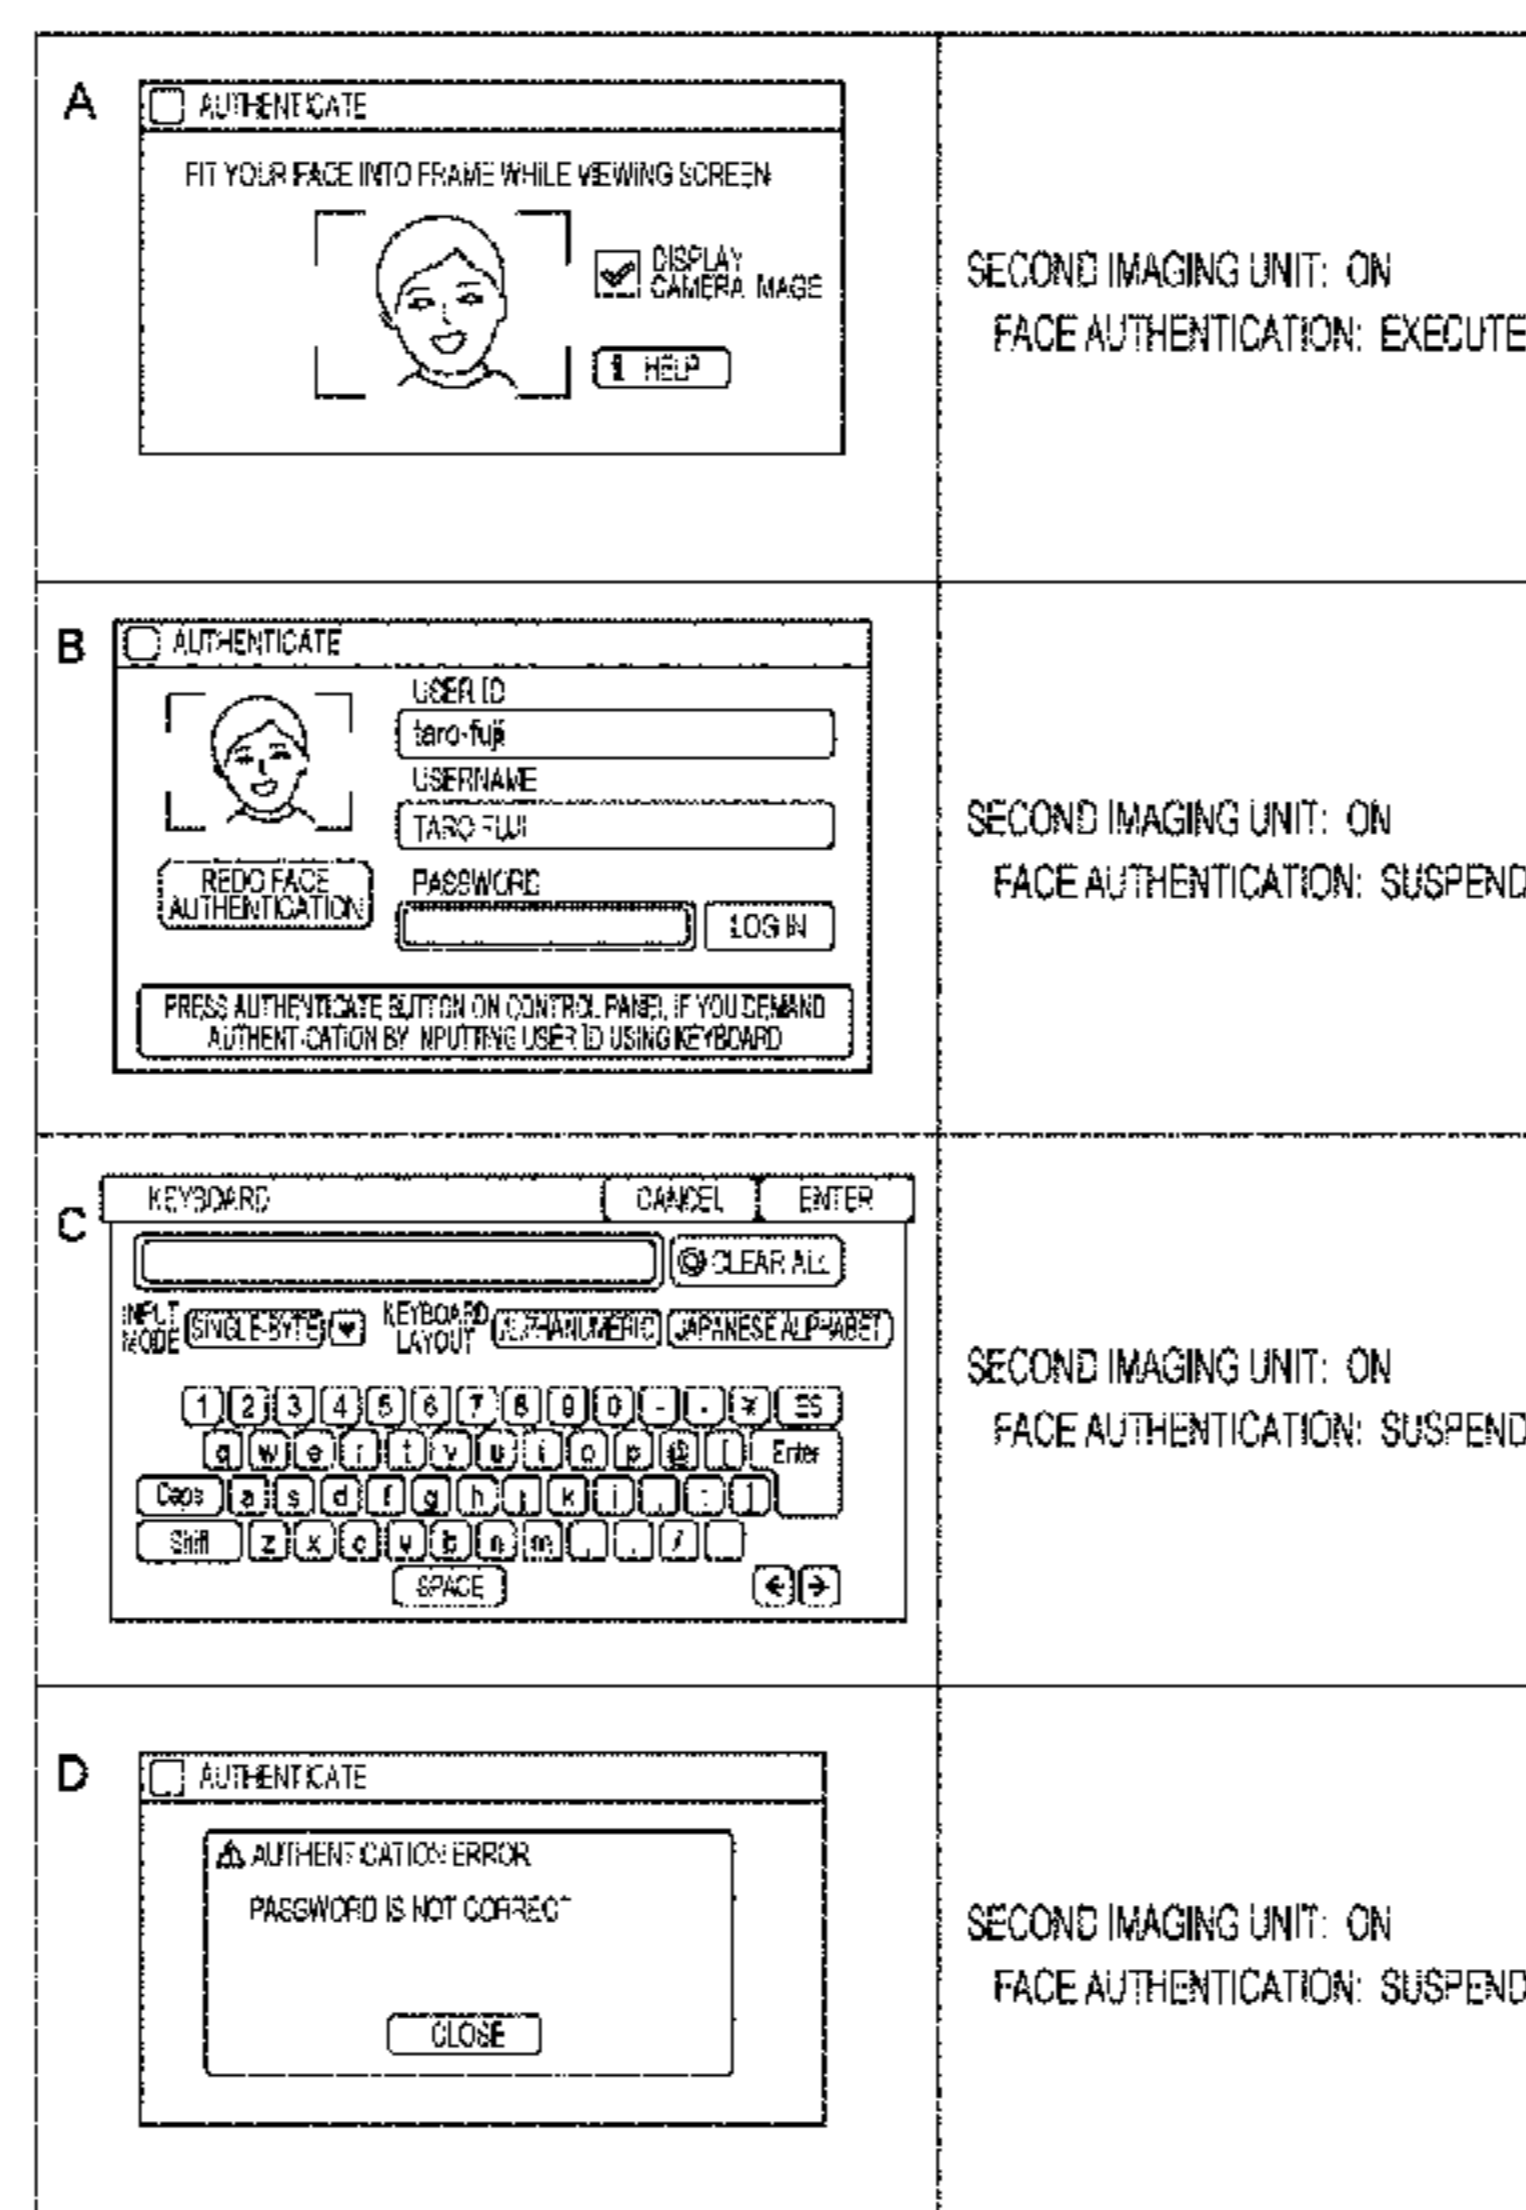 A
AUTHENTICATE
FIT YOUR FACE INTO FRAME WHILE VIEWING SCREEN
DISPLAY
CAMERA IMAGE
HELP
SECOND IMAGING UNIT: ON
FACE AUTHENTICATION: EXECUTE
B
AUTHENTICATE
USER ID
taro-fuji
USERNAME
TARO FUJI
REDO FACE
AUTHENTICATION
PASSWORD
LOG IN
PRESS AUTHENTICATE BUTTON ON CONTROL PANEL IF YOU DEMAND
AUTHENTICATION BY INPUTTING USER ID USING KEYBOARD
SECOND IMAGING UNIT: ON
FACE AUTHENTICATION: SUSPEND
C
KEYBOARD CANCEL ENTER
CLEAR ALL
INPUT
MODE
SINGLE-BYTE
KEYBOARD
LAYOUT
ALPHANUMERIC JAPANESE ALPHABET
1 2 3 4 5 6 7 8 9 0 - . ¥ BS
q w e r t y u i o p @ [ Enter
Caps a s d f g h j k l ; : ]
Shift z x c v b n m , . /
SPACE ← →
SECOND IMAGING UNIT: ON
FACE AUTHENTICATION: SUSPEND
D
AUTHENTICATE
AUTHENTICATION ERROR
PASSWORD IS NOT CORRECT
CLOSE
SECOND IMAGING UNIT: ON
FACE AUTHENTICATION: SUSPEND